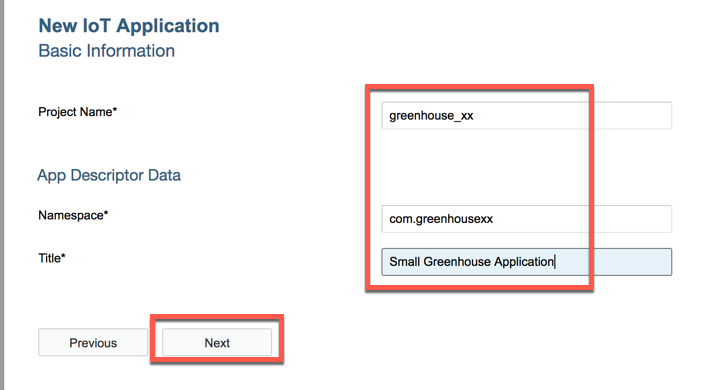 New IoT Application
Basic Information
Project Name*
greenhouse_xx
App Descriptor Data
Namespace*
com.greenhousexx
Title*
Small Greenhouse Application
Previous
Next